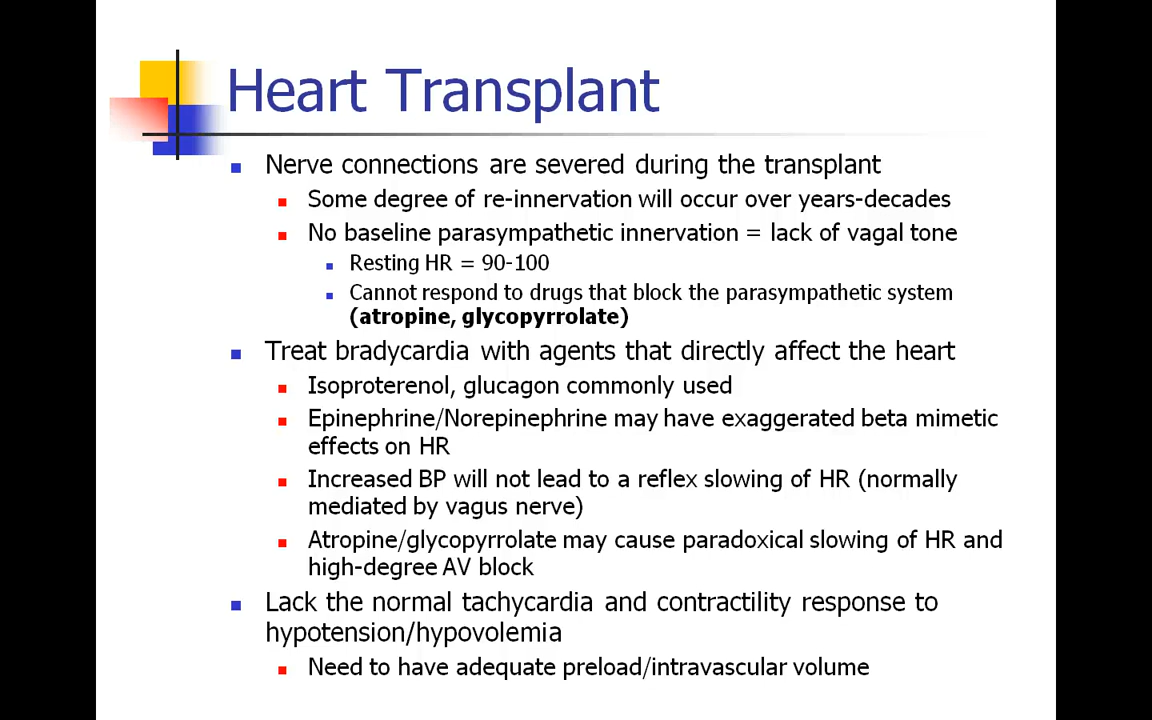 Heart Transplant
Nerve connections are severed during the transplant
Some degree of re-innervation will occur over years-decades
No baseline parasympathetic innervation = lack of vagal tone
Resting HR = 90-100
Cannot respond to drugs that block the parasympathetic system
(atropine, glycopyrrolate)
Treat bradycardia with agents that directly affect the heart
Isoproterenol, glucagon commonly used
Epinephrine/Norepinephrine may have exaggerated beta mimetic
effects on HR
Increased BP will not lead to a reflex slowing of HR (normally
mediated by vagus nerve)
Atropine/glycopyrrolate may cause paradoxical slowing of HR and
high-degree AV block
Lack the normal tachycardia and contractility response to
hypotension/hypovolemia
Need to have adequate preload/intravascular volume